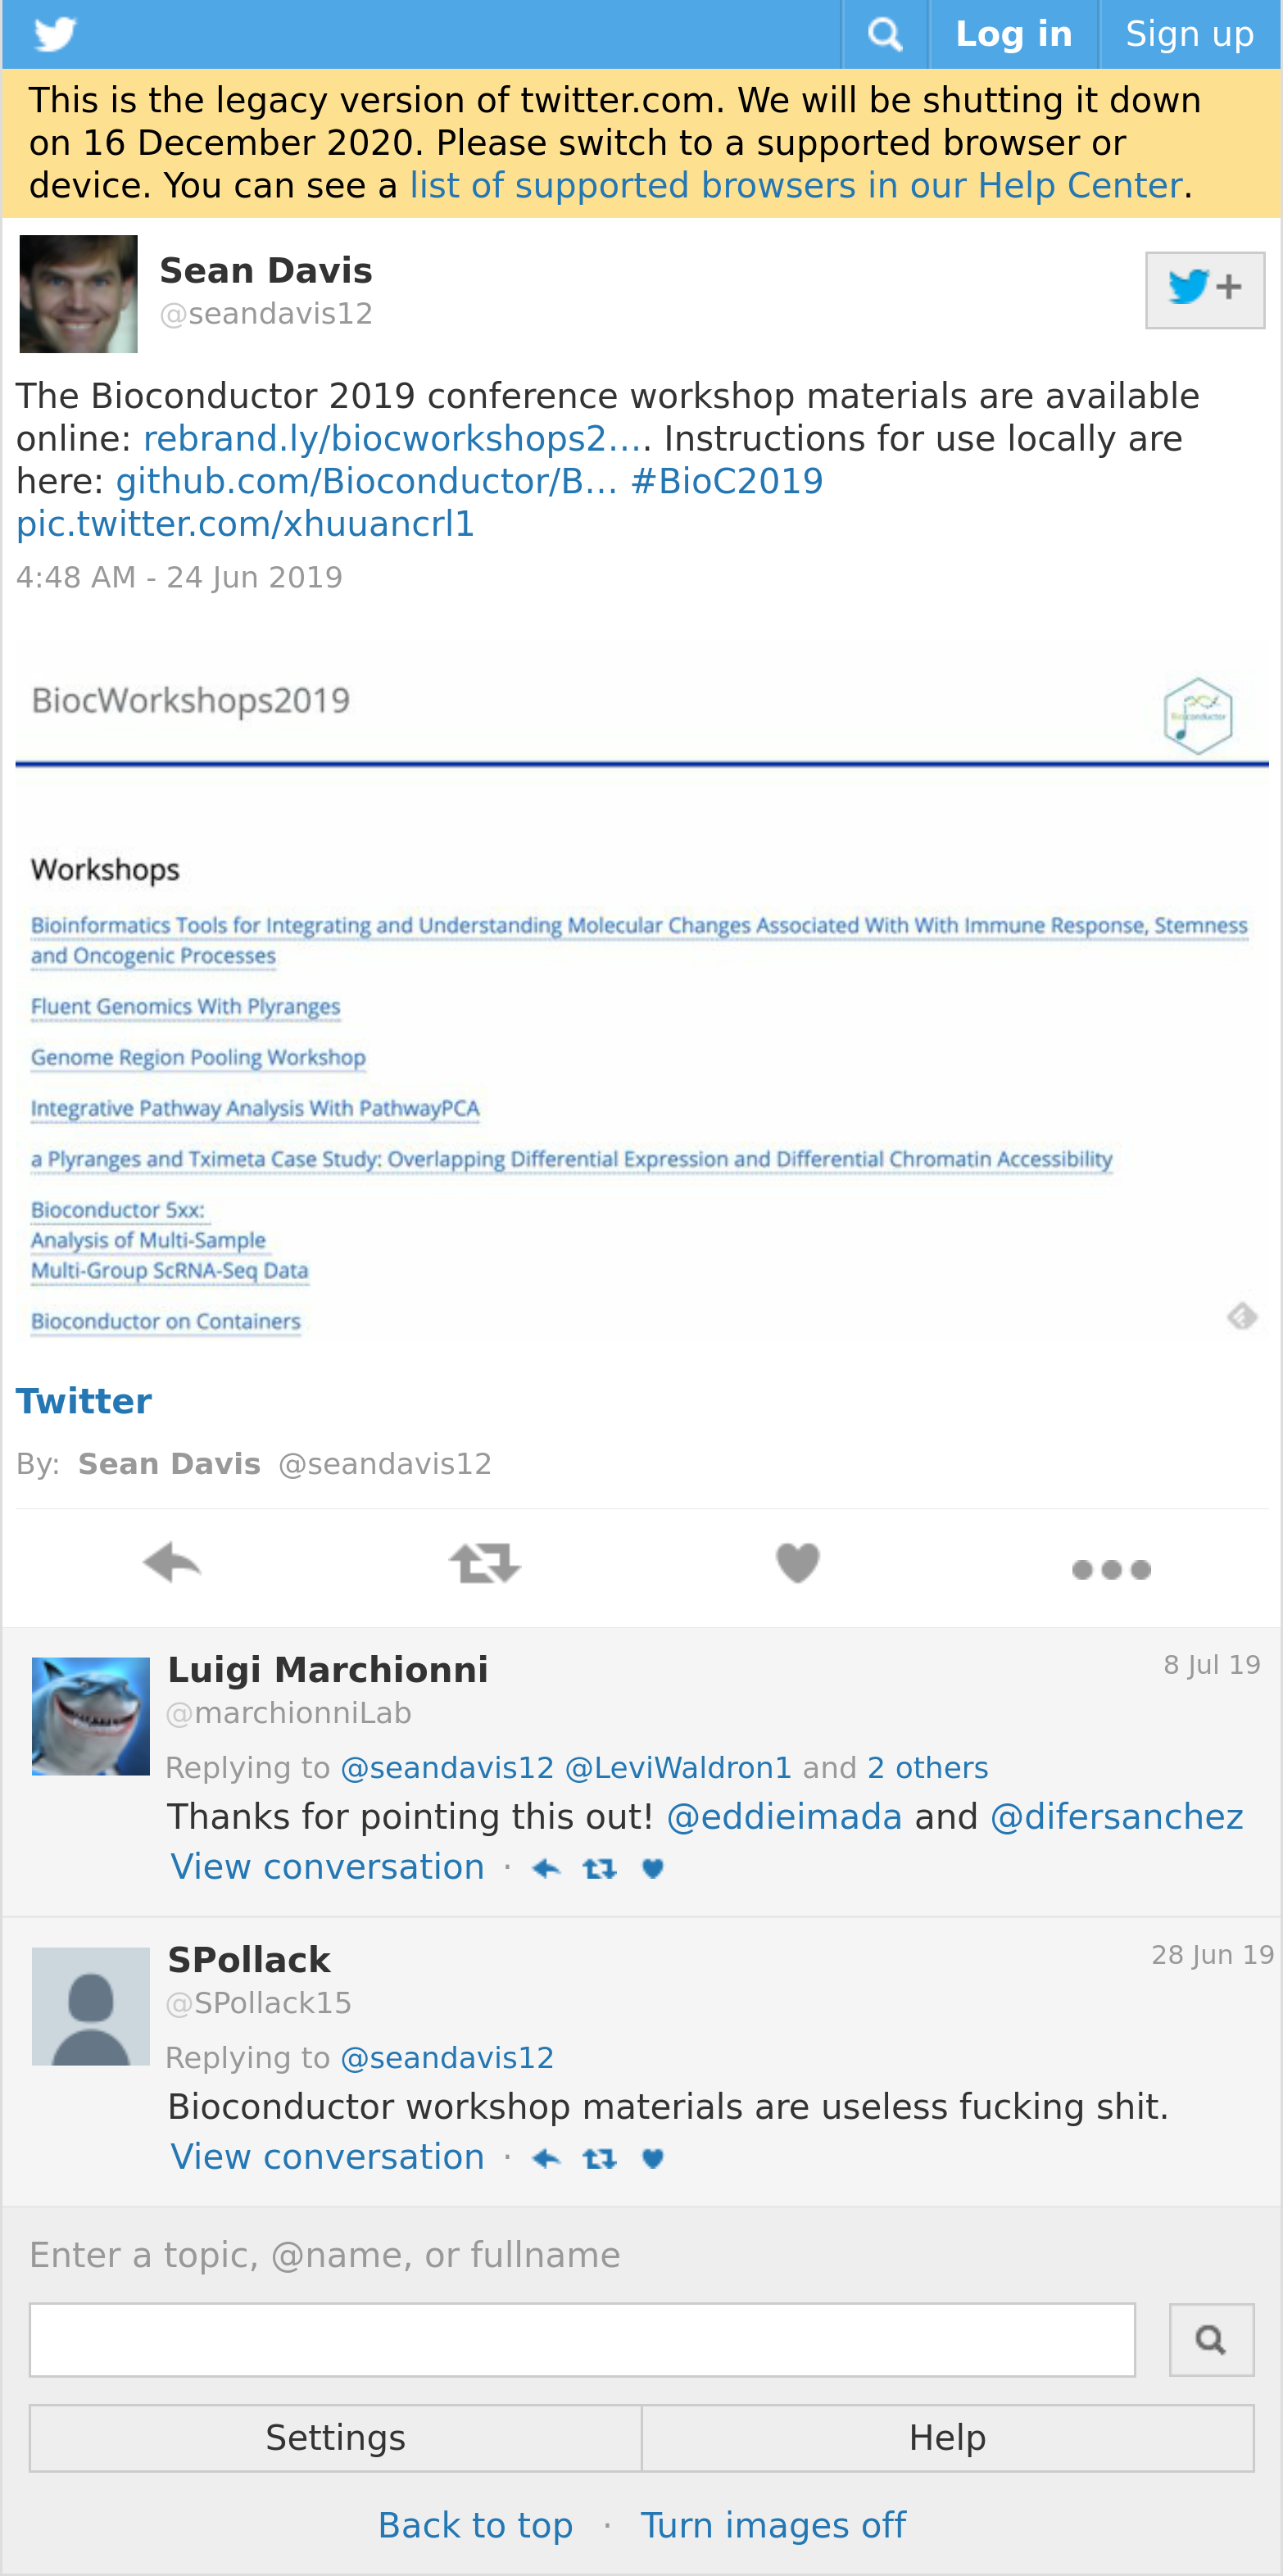 Log in
Sign up
This is the legacy version of twitter.com. We will be shutting it down
on 16 December 2020. Please switch to a supported browser or
device. You can see a list of supported browsers in our Help Center.
Sean Davis
@seandavis12
+
The Bioconductor 2019 conference workshop materials are available
online: rebrand.ly/biocworkshops2.... Instructions for use locally are
here: github.com/Bioconductor/B... #BioC2019
pic.twitter.com/xhuuancrl1
4:48 AM - 24 Jun 2019
BiocWorkshops2019
Bioconductor
Workshops
Bioinformatics Tools for Integrating and Understanding Molecular Changes Associated With With Immune Response, Stemness
and Oncogenic Processes
Fluent Genomics With Plyranges
Genome Region Pooling Workshop
Integrative Pathway Analysis With PathwayPCA
a Plyranges and Tximeta Case Study: Overlapping Differential Expression and Differential Chromatin Accessibility
Bioconductor 5xx:
Analysis of Multi-Sample
Multi-Group ScRNA-Seq Data
Bioconductor on Containers
Twitter
By: Sean Davis @seandavis12
Luigi Marchionni
8 Jul 19
@marchionniLab
Replying to @seandavis12 @LeviWaldron1 and 2 others
Thanks for pointing this out! @eddieimada and @difersanchez
View conversation ·
SPollack
28 Jun 19
@SPollack15
Replying to @seandavis12
Bioconductor workshop materials are useless fucking shit.
View conversation ·
Enter a topic, @name, or fullname
Settings
Help
Back to top · Turn images off